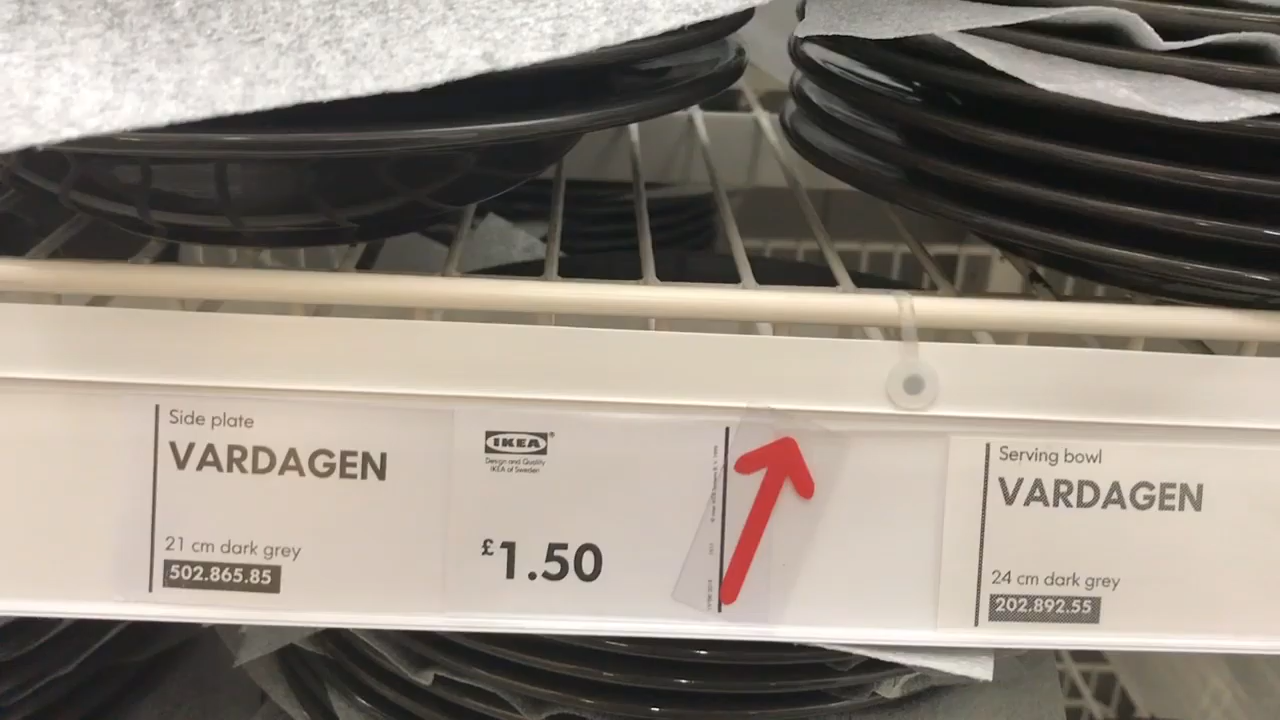 Side plate
VARDAGEN
21 cm dark grey
502.865.85
IKEA
Design and Quality
IKEA of Sweden
£1.50
Serving bowl
VARDAGEN
24 cm dark grey
202.892.55